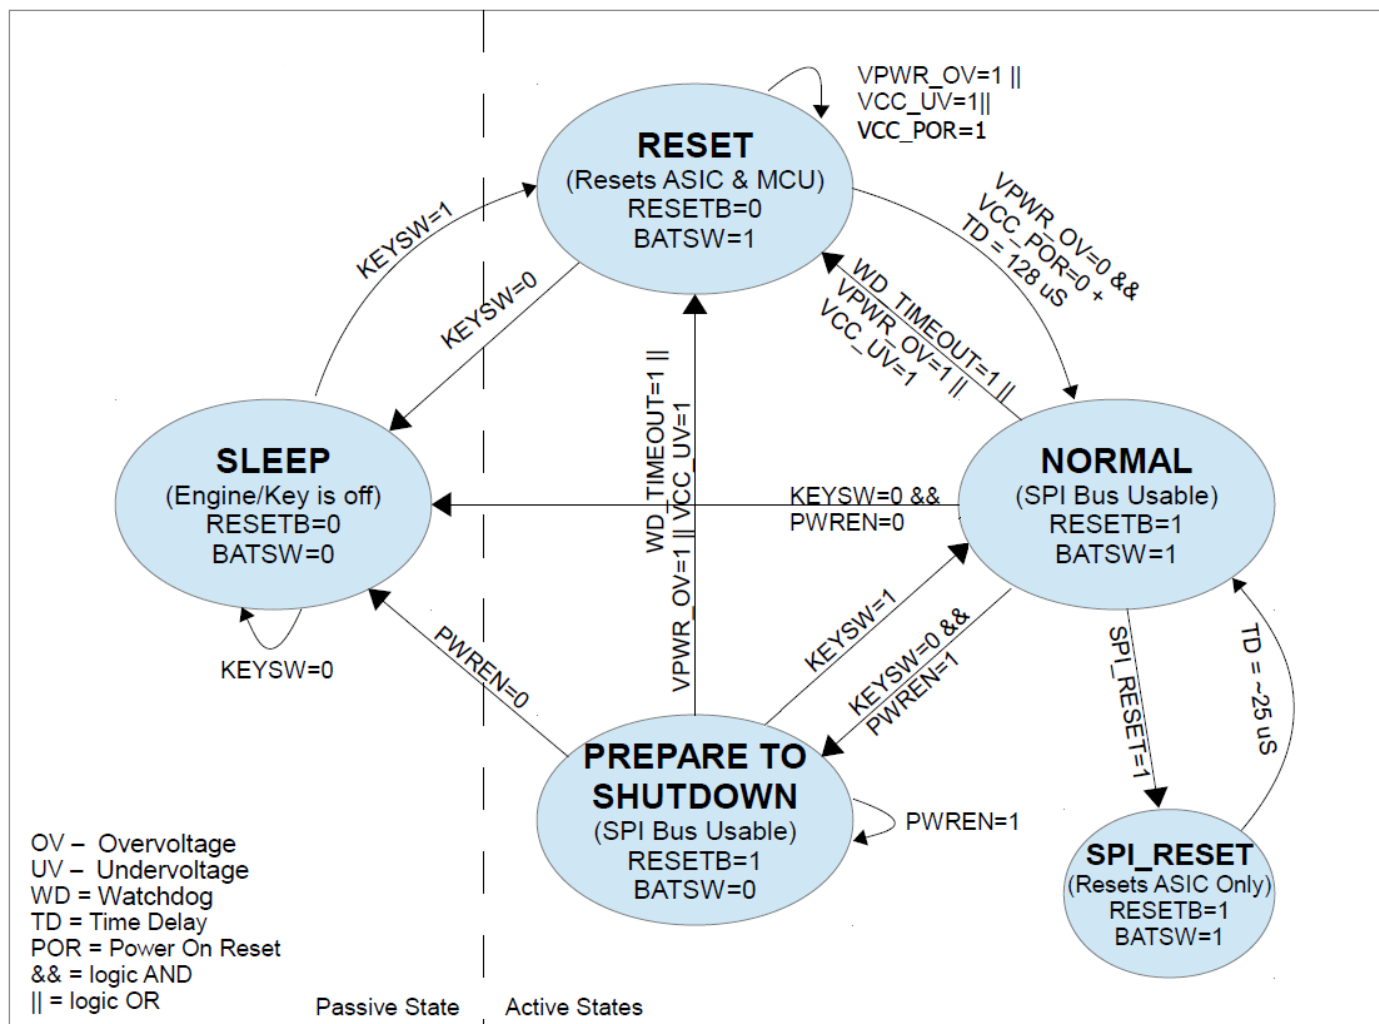 VPWR_OV=1 ||
VCC_UV=1||
VCC_POR=1
RESET
(Resets ASIC & MCU)
RESETB=0
BATSW=1
KEYSW=1
KEYSW=0
VPWR_OV=0 &&
VCC_POR=0 +
TD = 128 uS
WD_TIMEOUT=1 ||
VPWR_OV=1 ||
VCC_UV=1
WD_TIMEOUT=1 ||
VPWR_OV=1 || VCC_UV=1
SLEEP
(Engine/Key is off)
RESETB=0
BATSW=0
KEYSW=0 &&
PWREN=0
NORMAL
(SPI Bus Usable)
RESETB=1
BATSW=1
KEYSW=0
PWREN=0
KEYSW=1
KEYSW=0 &&
PWREN=1
SPI_RESET=1
TD = ~25 uS
PREPARE TO
SHUTDOWN
(SPI Bus Usable)
RESETB=1
BATSW=0
PWREN=1
SPI_RESET
(Resets ASIC Only)
RESETB=1
BATSW=1
OV – Overvoltage
UV – Undervoltage
WD = Watchdog
TD = Time Delay
POR = Power On Reset
&& = logic AND
|| = logic OR
Passive State
Active States